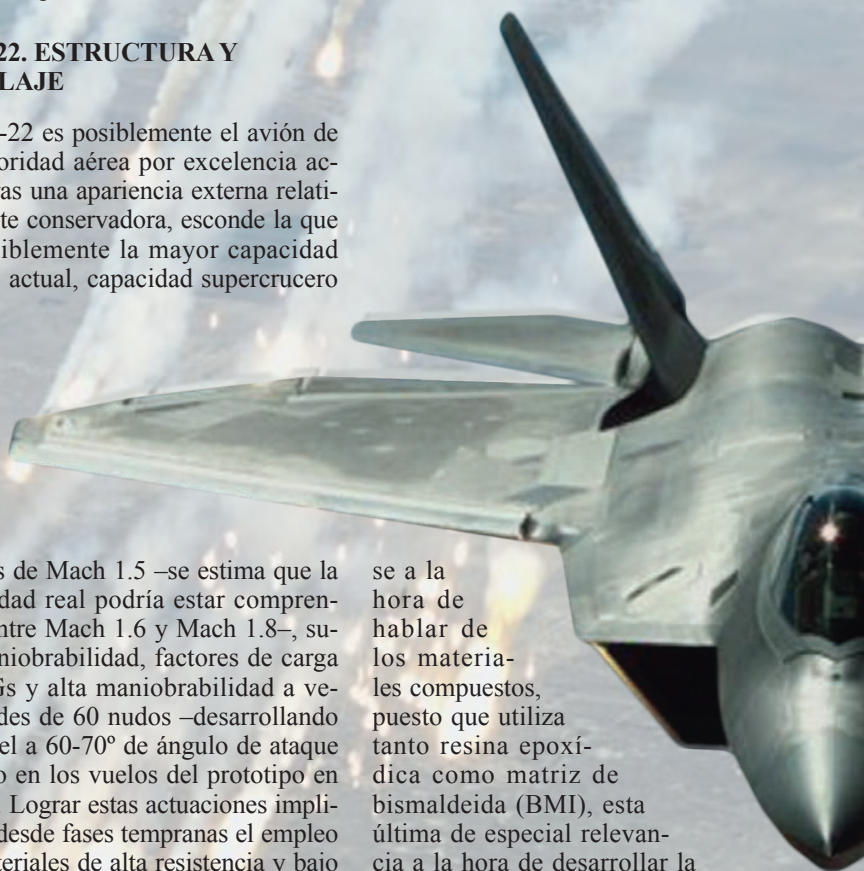 22. ESTRUCTURA Y
LAJE
-22 es posiblemente el avión de
oridad aérea por excelencia ac-
ras una apariencia externa relati-
te conservadora, esconde la que
iblemente la mayor capacidad
actual, capacidad supercrucero
s de Mach 1.5 –se estima que la
dad real podría estar compren-
ntre Mach 1.6 y Mach 1.8–, su-
niobrabilidad, factores de carga
Gs y alta maniobrabilidad a ve-
des de 60 nudos –desarrollando
el a 60-70º de ángulo de ataque
o en los vuelos del prototipo en
. Lograr estas actuaciones impli-
desde fases tempranas el empleo
teriales de alta resistencia y bajo
se a la
hora de
hablar de
los materia-
les compuestos,
puesto que utiliza
tanto resina epoxí-
dica como matriz de
bismaldeida (BMI), esta
última de especial relevan-
cia a la hora de desarrollar la